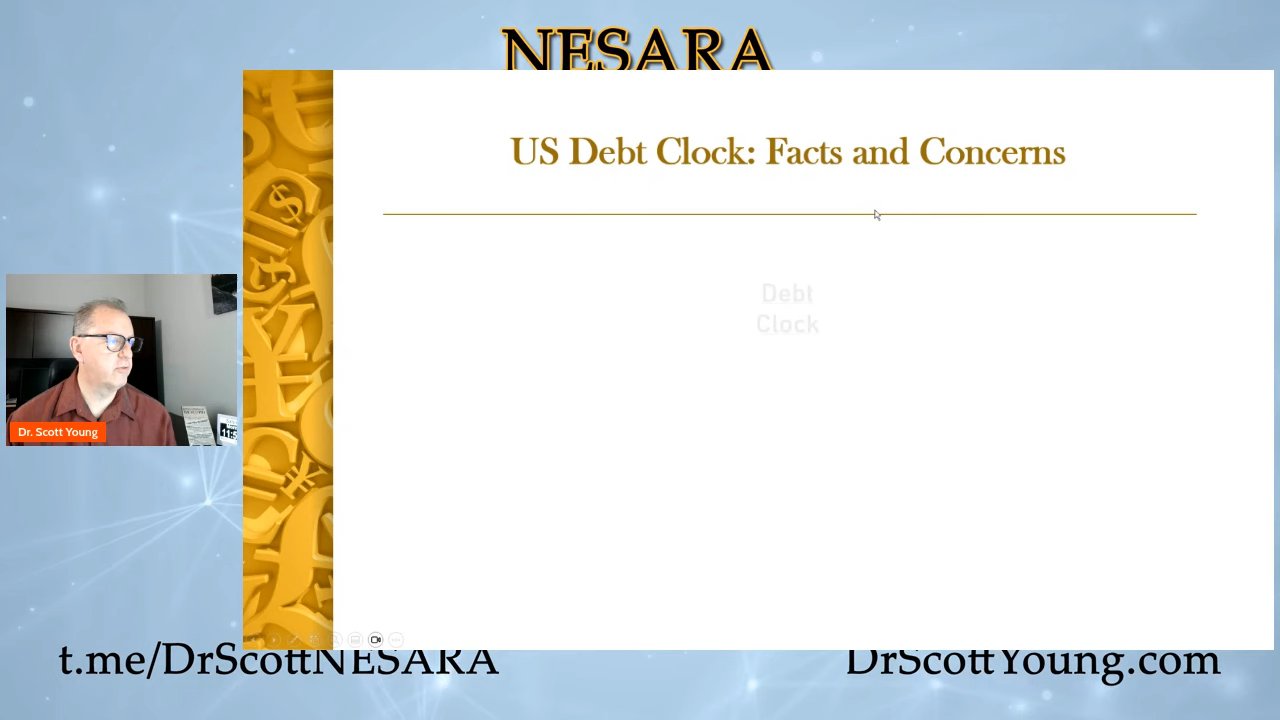 NESARA
US Debt Clock: Facts and Concerns
Debt
Clock
Dr. Scott Young
t.me/DrScottNESARA
DrScottYoung.com